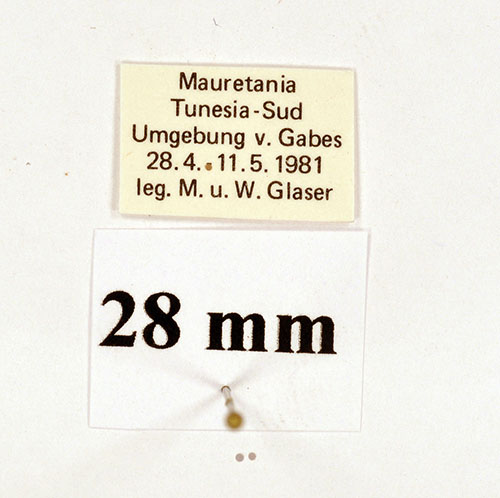 Mauretania
Tunesia-Sud
Umgebung v. Gabes
28.4.-11.5.1981
leg. M. u. W. Glaser
28 mm